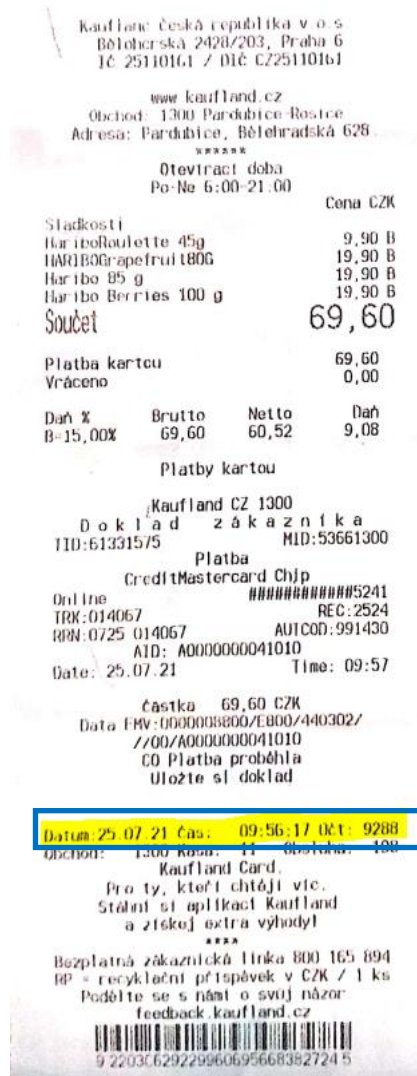 Kaufland Česká republika v.o.s
Bělohorská 2428/203, Praha 6
IČ 25110161 / DIČ CZ25110161
www.kaufland.cz
Obchod: 1300 Pardubice-Rosice
Adresa: Pardubice, Bělehradská 628
******
Otevírací doba
Po-Ne 6:00-21:00
Cena CZK
Sladkosti
HariboRoulette 45g 9,90 B
HARIBOGrapefruit80G 19,90 B
Haribo 85 g 19,90 B
Haribo Berries 100 g 19,90 B
Součet 69,60
Platba kartou 69,60
Vráceno 0,00
Daň % Brutto Netto Daň
B=15,00% 69,60 60,52 9,08
Platby kartou
Kaufland CZ 1300
Doklad zákazníka
TID:61331575 MID:53661300
Platba
CreditMastercard Chip
Online ############5241
TRK:014067 REC:2524
RRN:0725 014067 AUTCOD:991430
AID: A0000000041010
Date: 25.07.21 Time: 09:57
částka 69,60 CZK
Data EMV:0000008800/E800/440302/
//00/A0000000041010
CO Platba proběhla
Uložte si doklad
Datum:25.07.21 Čas: 09:56:17 Účt: 9288
Obchod: 1300 Kasa: 11 Obsluha: 198
Kaufland Card.
Pro ty, kteří chtějí víc.
Stáhni si aplikaci Kaufland
a získej extra výhody!
****
Bezplatná zákaznická linka 800 165 894
RP = recyklační příspěvek v CZK / 1 ks
Podělte se s námi o svůj názor
feedback.kaufland.cz